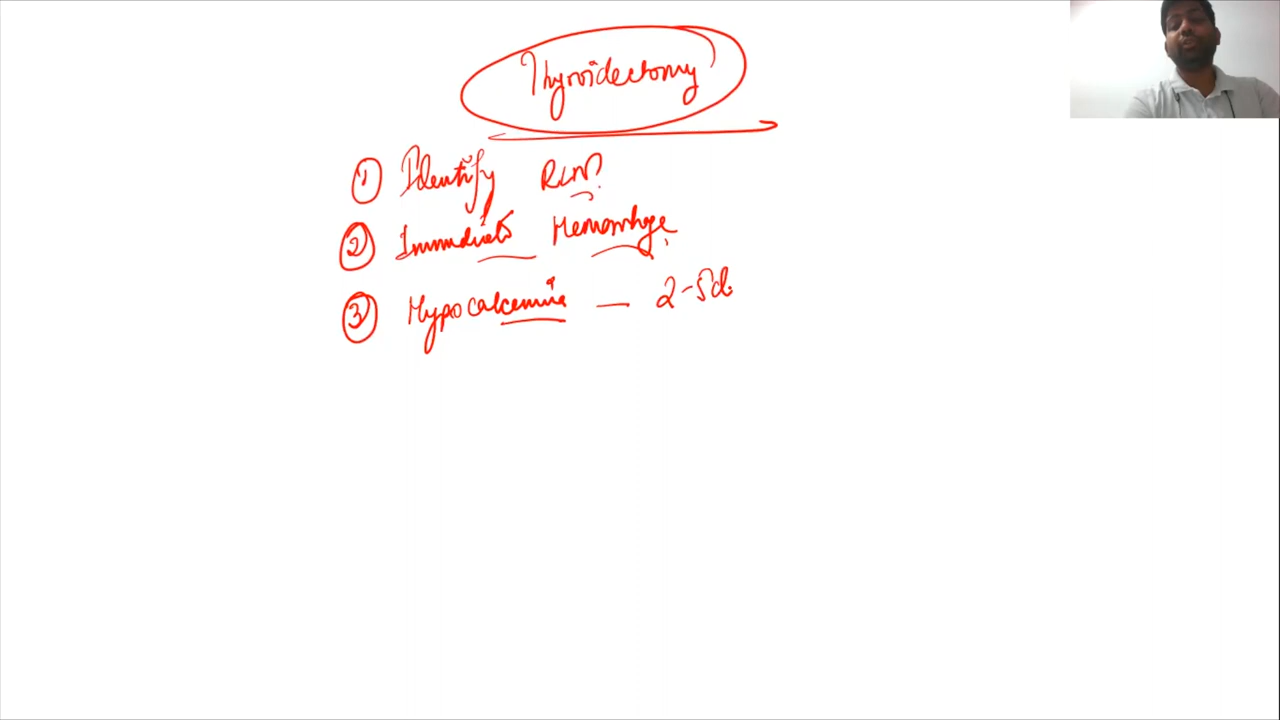 Thyroidectomy
① Identify RLN?
② Immediate Hemorrhage
③ Hypocalcemia — 2-5d